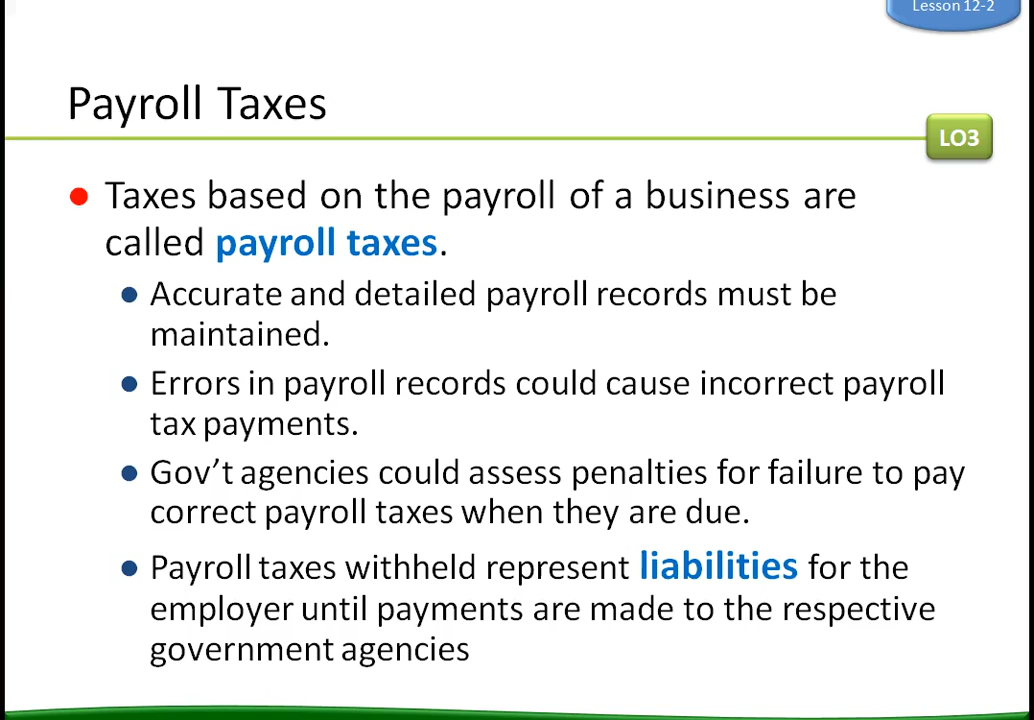 Lesson 12-2
Payroll Taxes
LO3
● Taxes based on the payroll of a business are
called payroll taxes.
● Accurate and detailed payroll records must be
maintained.
● Errors in payroll records could cause incorrect payroll
tax payments.
● Gov’t agencies could assess penalties for failure to pay
correct payroll taxes when they are due.
● Payroll taxes withheld represent liabilities for the
employer until payments are made to the respective
government agencies